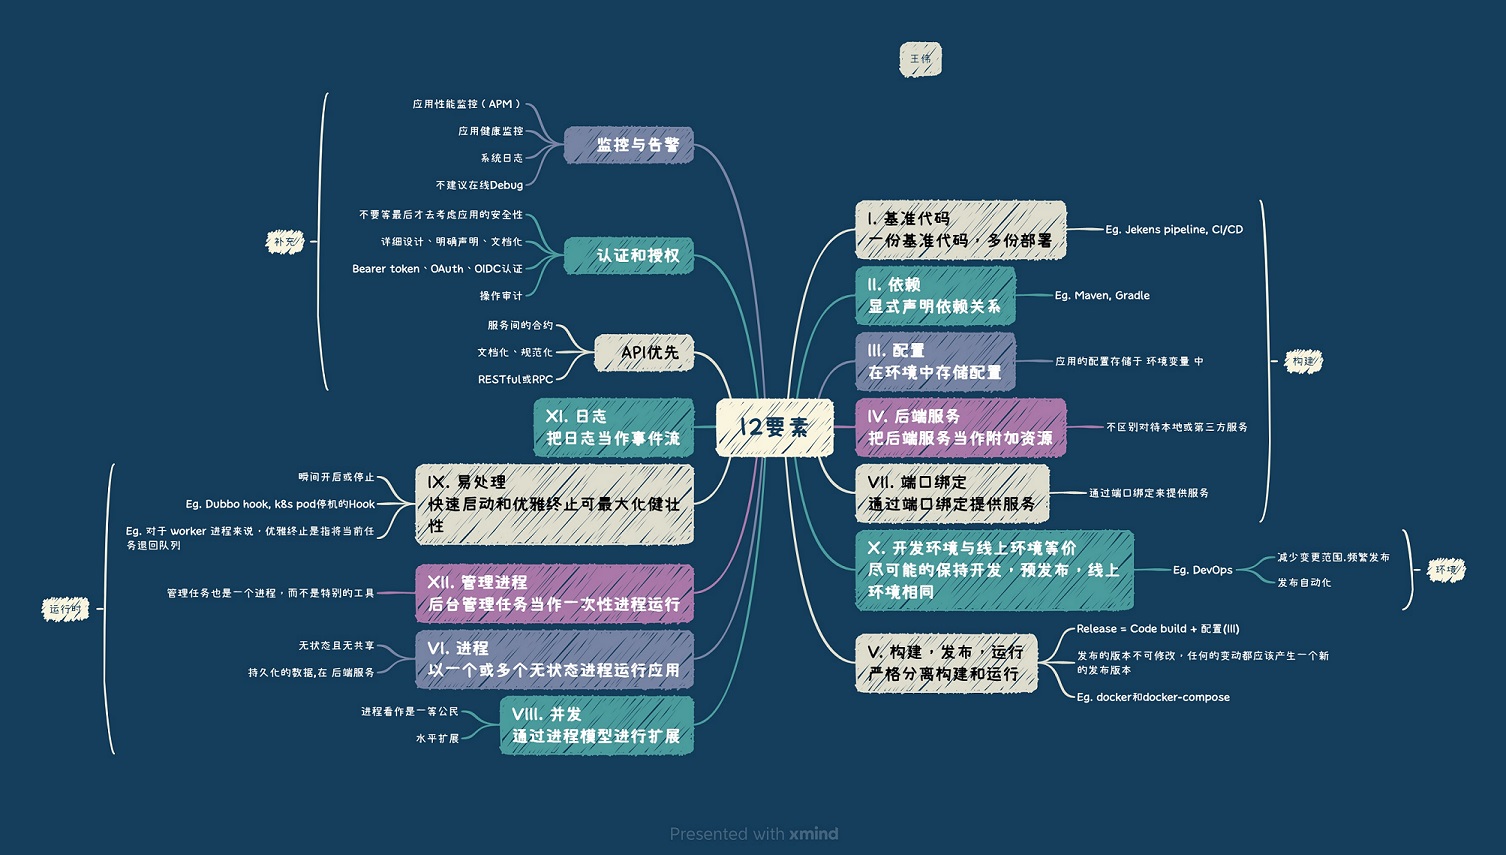 王伟
12要素
I. 基准代码
一份基准代码，多份部署
Eg. Jekens pipeline, CI/CD
II. 依赖
显式声明依赖关系
Eg. Maven, Gradle
III. 配置
在环境中存储配置
应用的配置存储于 环境变量 中
IV. 后端服务
把后端服务当作附加资源
不区别对待本地或第三方服务
VII. 端口绑定
通过端口绑定提供服务
通过端口绑定来提供服务
构建
X. 开发环境与线上环境等价
尽可能的保持开发，预发布，线上
环境相同
Eg. DevOps
减少变更范围,频繁发布
发布自动化
环境
V. 构建，发布，运行
严格分离构建和运行
Release = Code build + 配置(III)
发布的版本不可修改，任何的变动都应该产生一个新
的发布版本
Eg. docker和docker-compose
监控与告警
应用性能监控（APM）
应用健康监控
系统日志
不建议在线Debug
认证和授权
不要等最后才去考虑应用的安全性
详细设计、明确声明、文档化
Bearer token、OAuth、OIDC认证
操作审计
API优先
服务间的合约
文档化、规范化
RESTful或RPC
补充
XI. 日志
把日志当作事件流
IX. 易处理
快速启动和优雅终止可最大化健壮
性
瞬间开启或停止
Eg. Dubbo hook, k8s pod停机的Hook
Eg. 对于 worker 进程来说，优雅终止是指将当前任
务退回队列
XII. 管理进程
后台管理任务当作一次性进程运行
管理任务也是一个进程，而不是特别的工具
VI. 进程
以一个或多个无状态进程运行应用
无状态且无共享
持久化的数据,在 后端服务
VIII. 并发
通过进程模型进行扩展
进程看作是一等公民
水平扩展
运行时
Presented with xmind